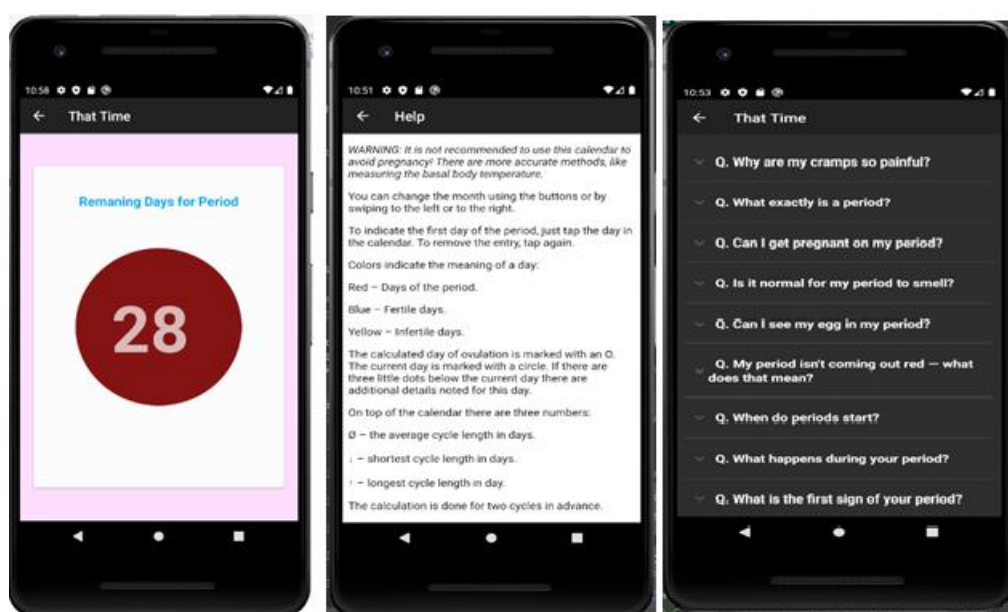 10:58
That Time
Remaning Days for Period
28
10:51
Help
WARNING: It is not recommended to use this calendar to
avoid pregnancy! There are more accurate methods, like
measuring the basal body temperature.
You can change the month using the buttons or by
swiping to the left or to the right.
To indicate the first day of the period, just tap the day in
the calendar. To remove the entry, tap again.
Colors indicate the meaning of a day:
Red – Days of the period.
Blue – Fertile days.
Yellow – Infertile days.
The calculated day of ovulation is marked with an O.
The current day is marked with a circle. If there are
three little dots below the current day there are
additional details noted for this day.
On top of the calendar there are three numbers:
Ø – the average cycle length in days.
↓ – shortest cycle length in days.
↑ – longest cycle length in day.
The calculation is done for two cycles in advance.
10:53
That Time
Q. Why are my cramps so painful?
Q. What exactly is a period?
Q. Can I get pregnant on my period?
Q. Is it normal for my period to smell?
Q. Can I see my egg in my period?
Q. My period isn't coming out red — what
does that mean?
Q. When do periods start?
Q. What happens during your period?
Q. What is the first sign of your period?